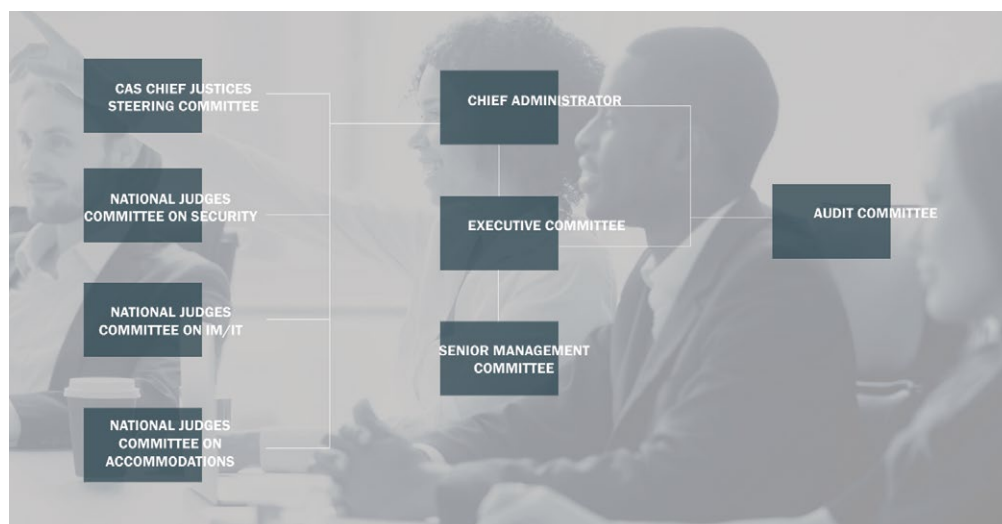 CAS CHIEF JUSTICES
STEERING COMMITTEE
NATIONAL JUDGES
COMMITTEE ON SECURITY
NATIONAL JUDGES
COMMITTEE ON IM/IT
NATIONAL JUDGES
COMMITTEE ON
ACCOMMODATIONS
CHIEF ADMINISTRATOR
EXECUTIVE COMMITTEE
SENIOR MANAGEMENT
COMMITTEE
AUDIT COMMITTEE